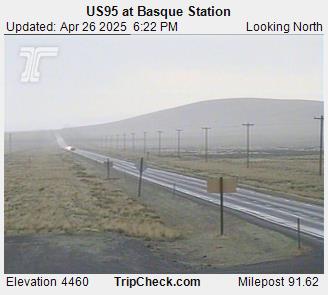 US95 at Basque Station
Updated: Apr 26 2025 6:22 PM Looking North
Elevation 4460 TripCheck.com Milepost 91.62